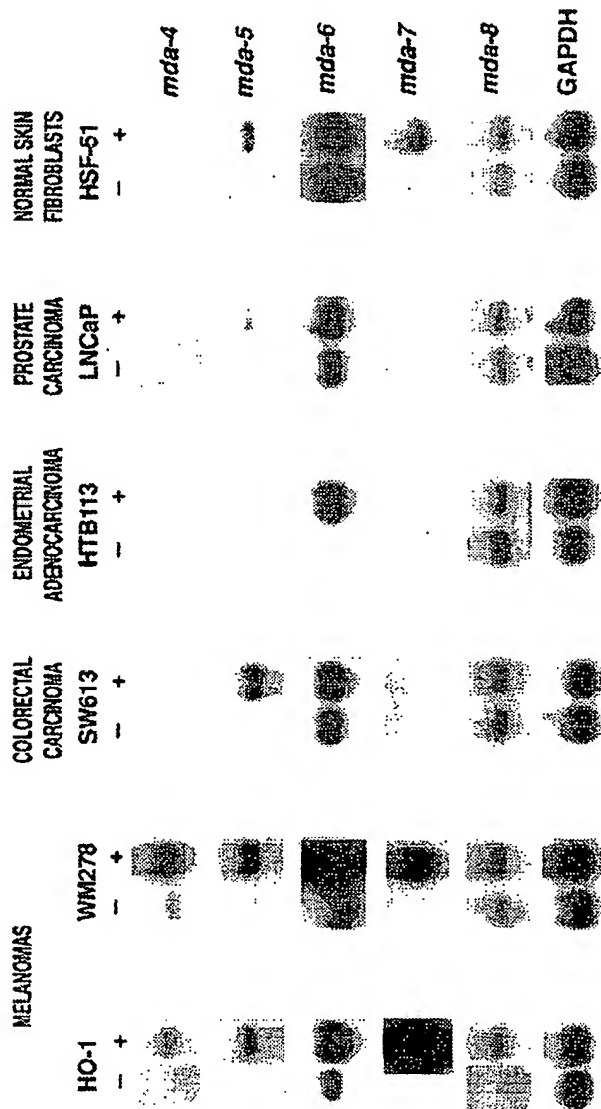 MELANOMAS
COLORECTAL CARCINOMA
ENDOMETRIAL ADENOCARCINOMA
PROSTATE CARCINOMA
NORMAL SKIN FIBROBLASTS
HO-1 WM278 SW613 HTB113 LNCaP HSF-51
– + – + – + – + – + – +
mda-4
mda-5
mda-6
mda-7
mda-8
GAPDH